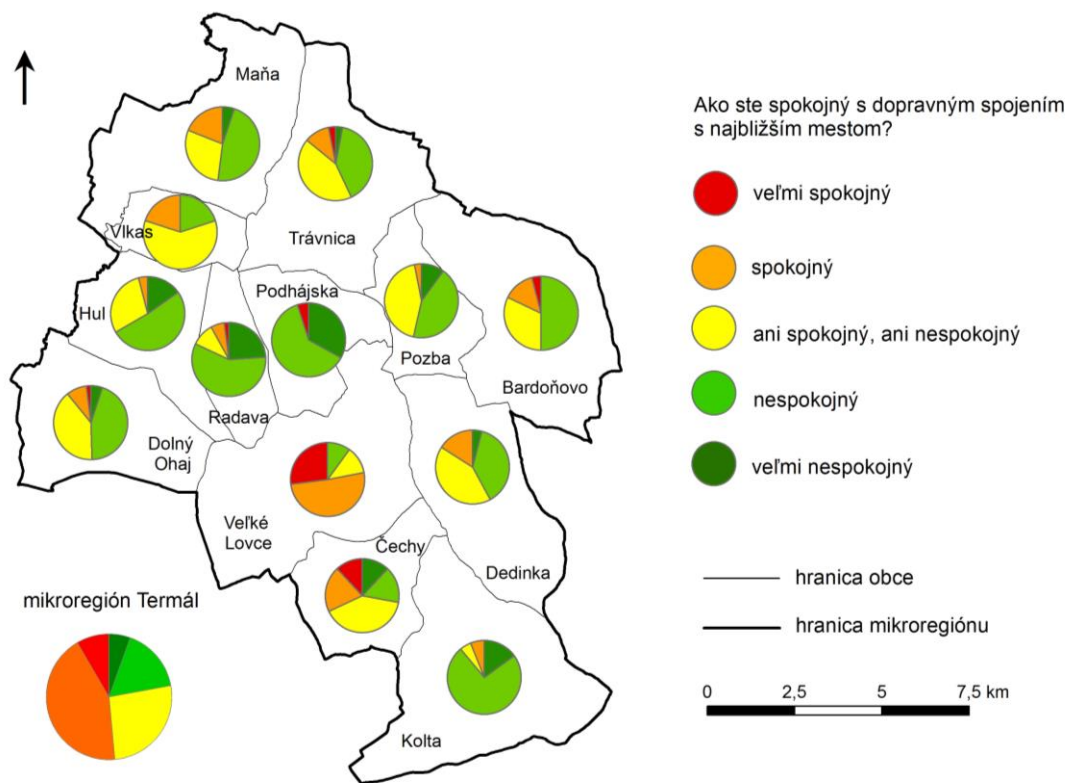 Maňa
Vlkas
Trávnica
Hul
Podhájska
Pozba
Bardoňovo
Radava
Dolný
Ohaj
Veľké
Lovce
Čechy
Dedinka
Kolta
mikroregión Termál
Ako ste spokojný s dopravným spojením
s najbližším mestom?
veľmi spokojný
spokojný
ani spokojný, ani nespokojný
nespokojný
veľmi nespokojný
hranica obce
hranica mikroregiónu
0 2,5 5 7,5 km